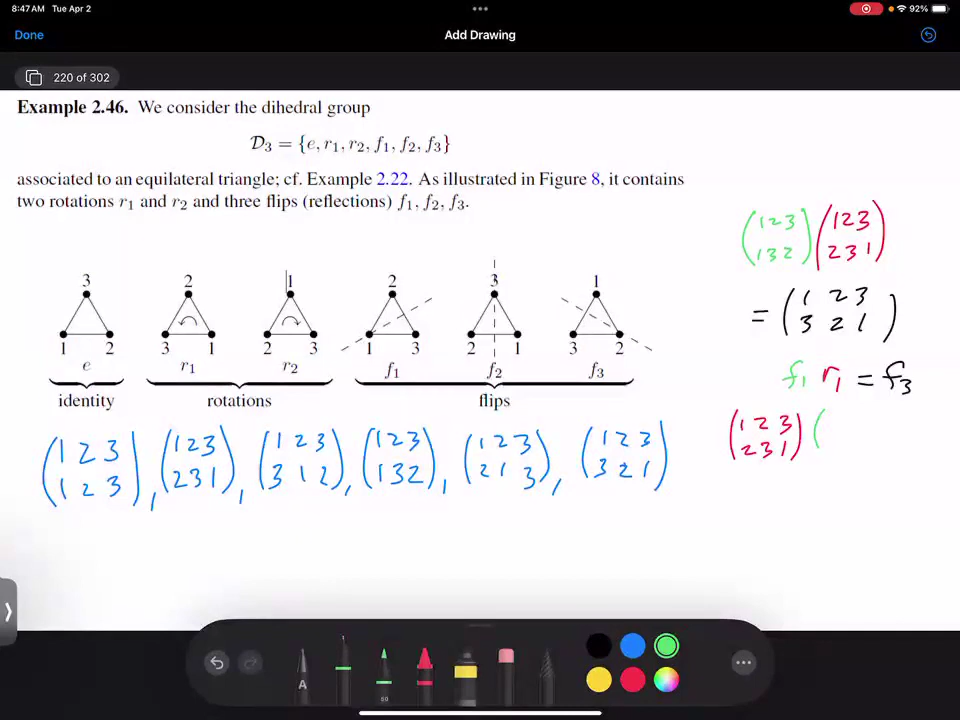 8:47 AM Tue Apr 2
92%
Done
Add Drawing
220 of 302
Example 2.46. We consider the dihedral group
D₃ = {e, r₁, r₂, f₁, f₂, f₃}
associated to an equilateral triangle; cf. Example 2.22. As illustrated in Figure 8, it contains
two rotations r₁ and r₂ and three flips (reflections) f₁, f₂, f₃.
3 2 1 2 3 1
1 2 3 1 2 3 1 3 2 1 3 2
e r₁ r₂ f₁ f₂ f₃
identity rotations flips
(1 2 3 , (1 2 3 , (1 2 3 , (1 2 3 , (1 2 3 , (1 2 3
1 2 3) 2 3 1) 3 1 2) 1 3 2) 2 1 3) 3 2 1)
(1 2 3 (1 2 3
1 3 2) 2 3 1)
= (1 2 3
3 2 1)
f₁ r₁ = f₃
(1 2 3 (
2 3 1)
A
80